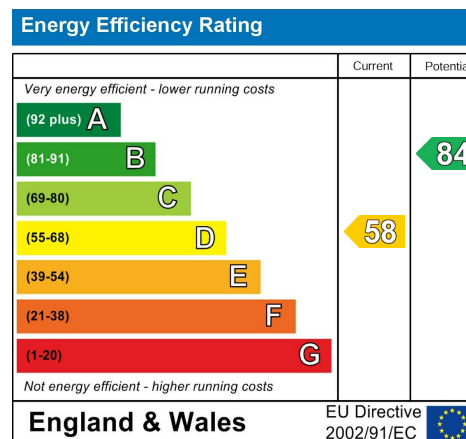 Energy Efficiency Rating
Current Potentia
Very energy efficient - lower running costs
(92 plus) A
(81-91) B
84
(69-80) C
(55-68) D
58
(39-54) E
(21-38) F
(1-20) G
Not energy efficient - higher running costs
England & Wales
EU Directive
2002/91/EC